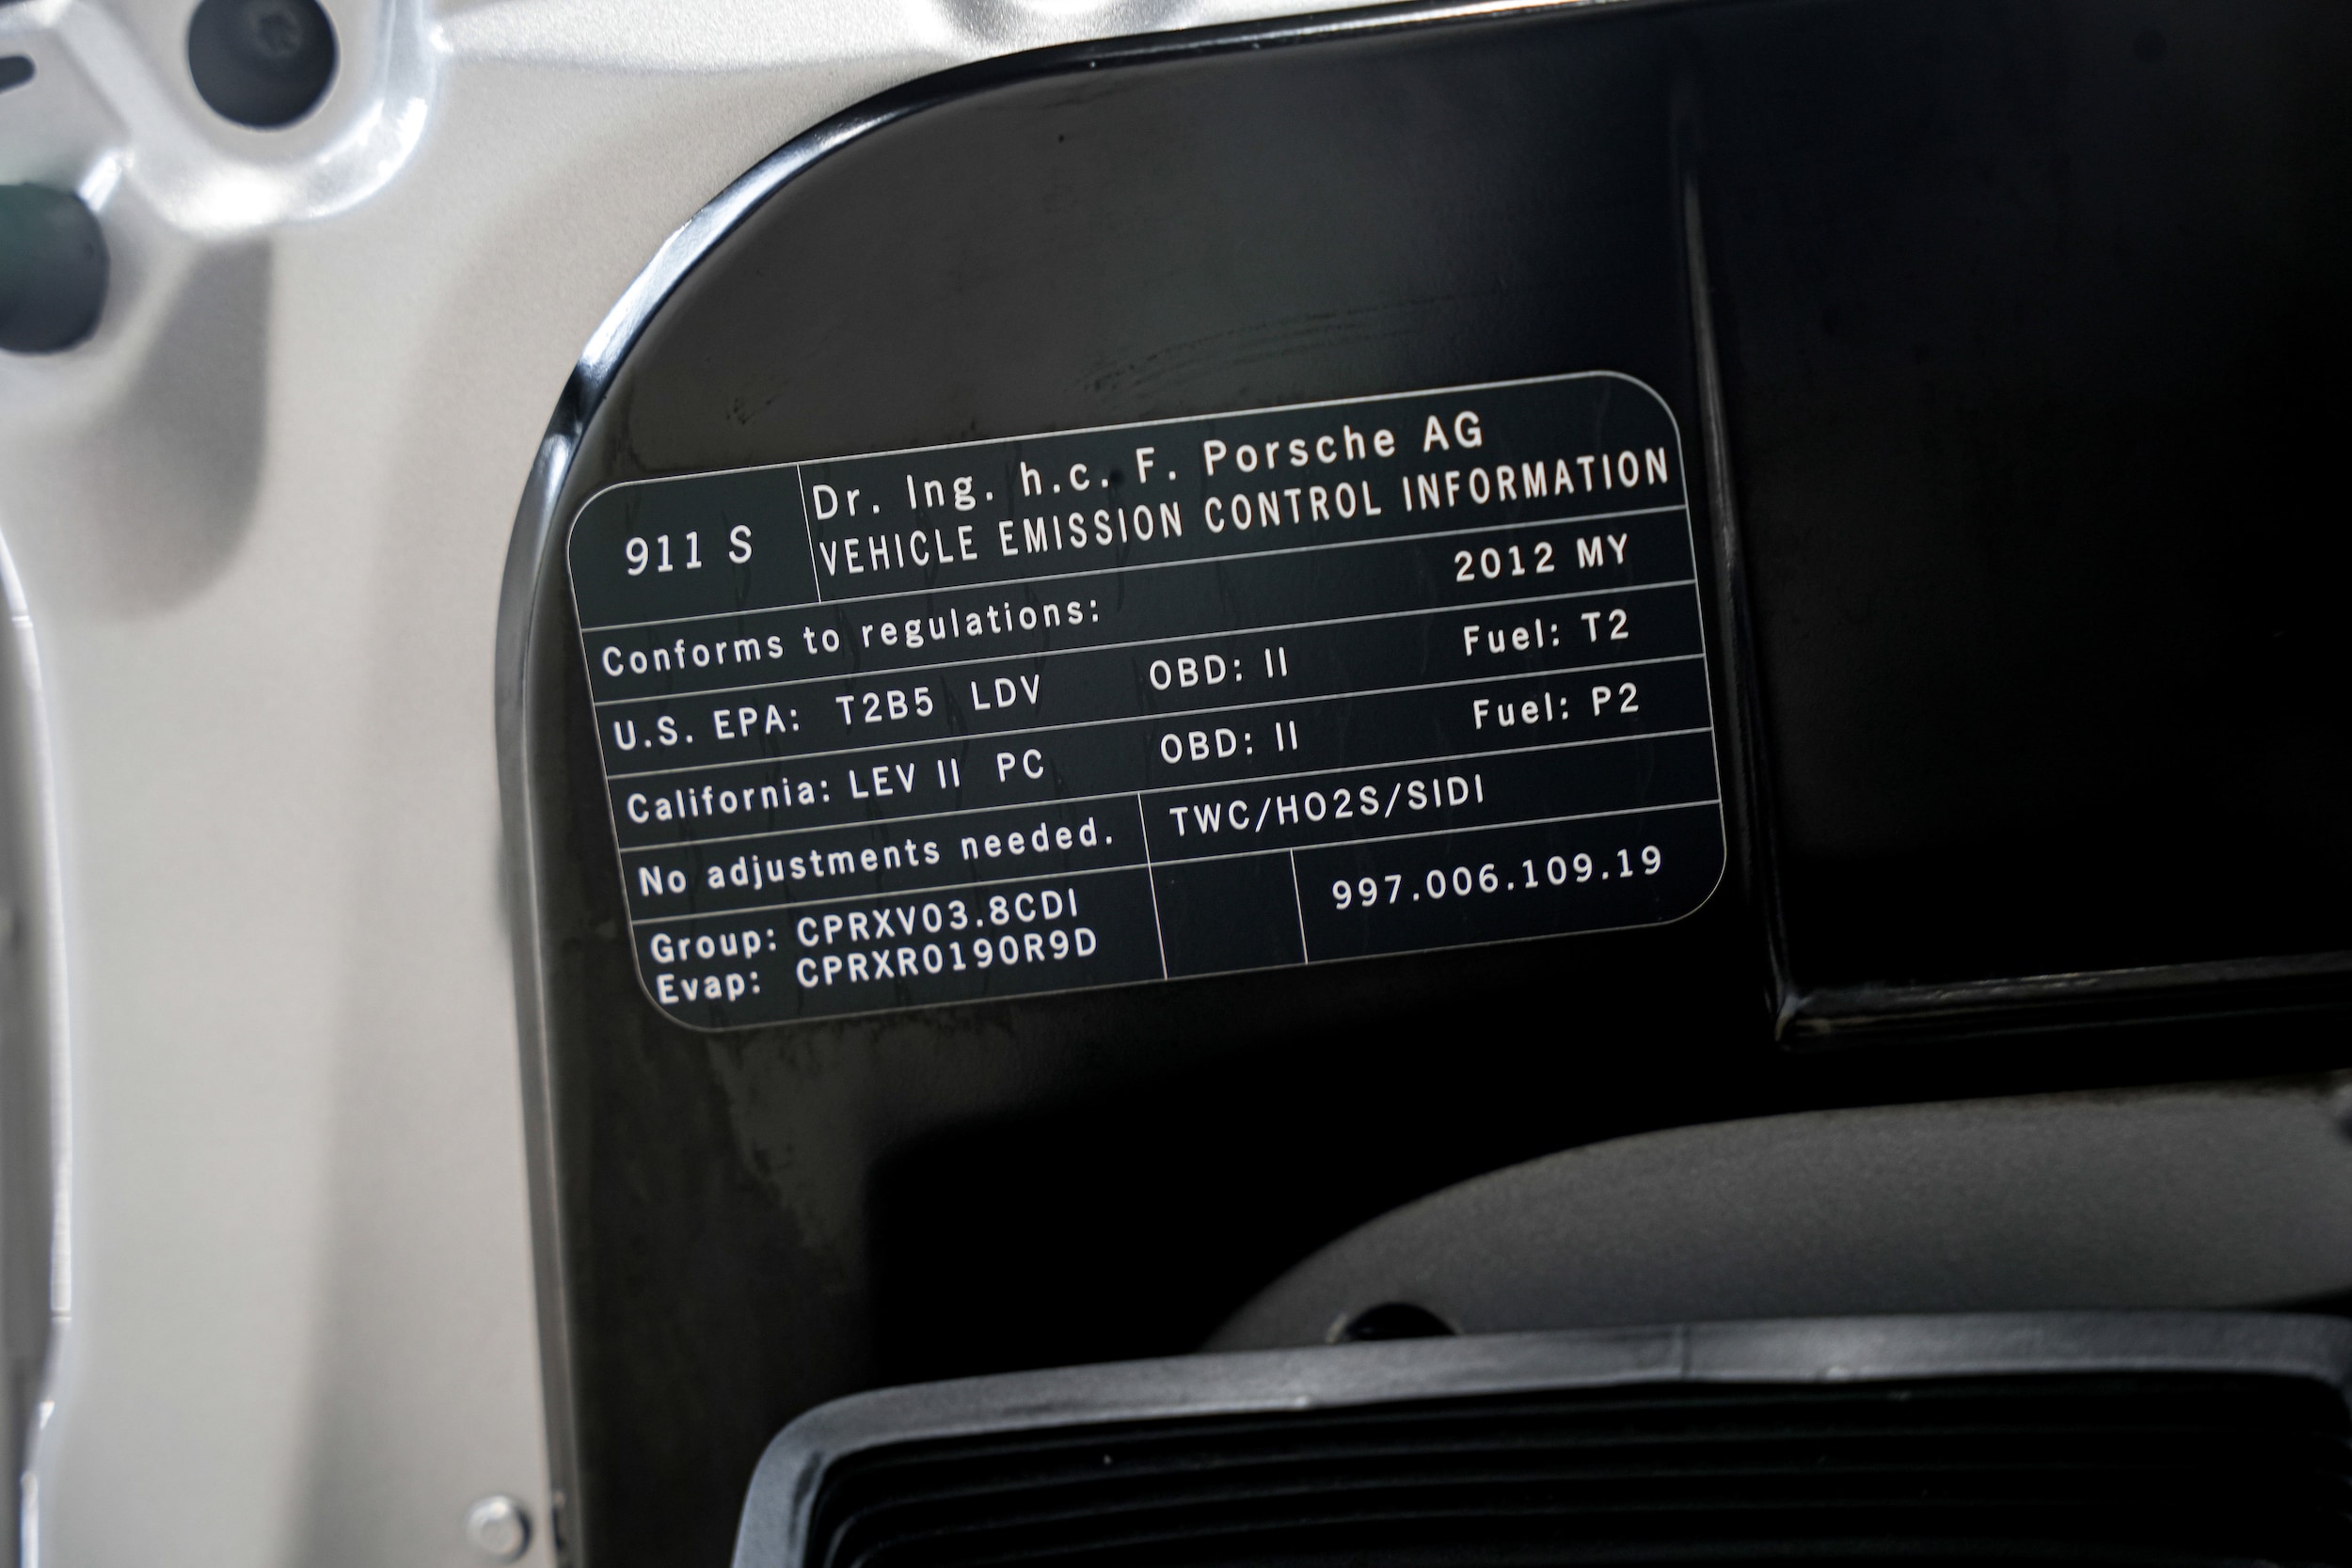 911 S
Dr. Ing. h.c. F. Porsche AG
VEHICLE EMISSION CONTROL INFORMATION
Conforms to regulations: 2012 MY
U.S. EPA: T2B5 LDV OBD: II Fuel: T2
California: LEV II PC OBD: II Fuel: P2
No adjustments needed. TWC/HO2S/SIDI
Group: CPRXV03.8CDI
Evap: CPRXR0190R9D
997.006.109.19